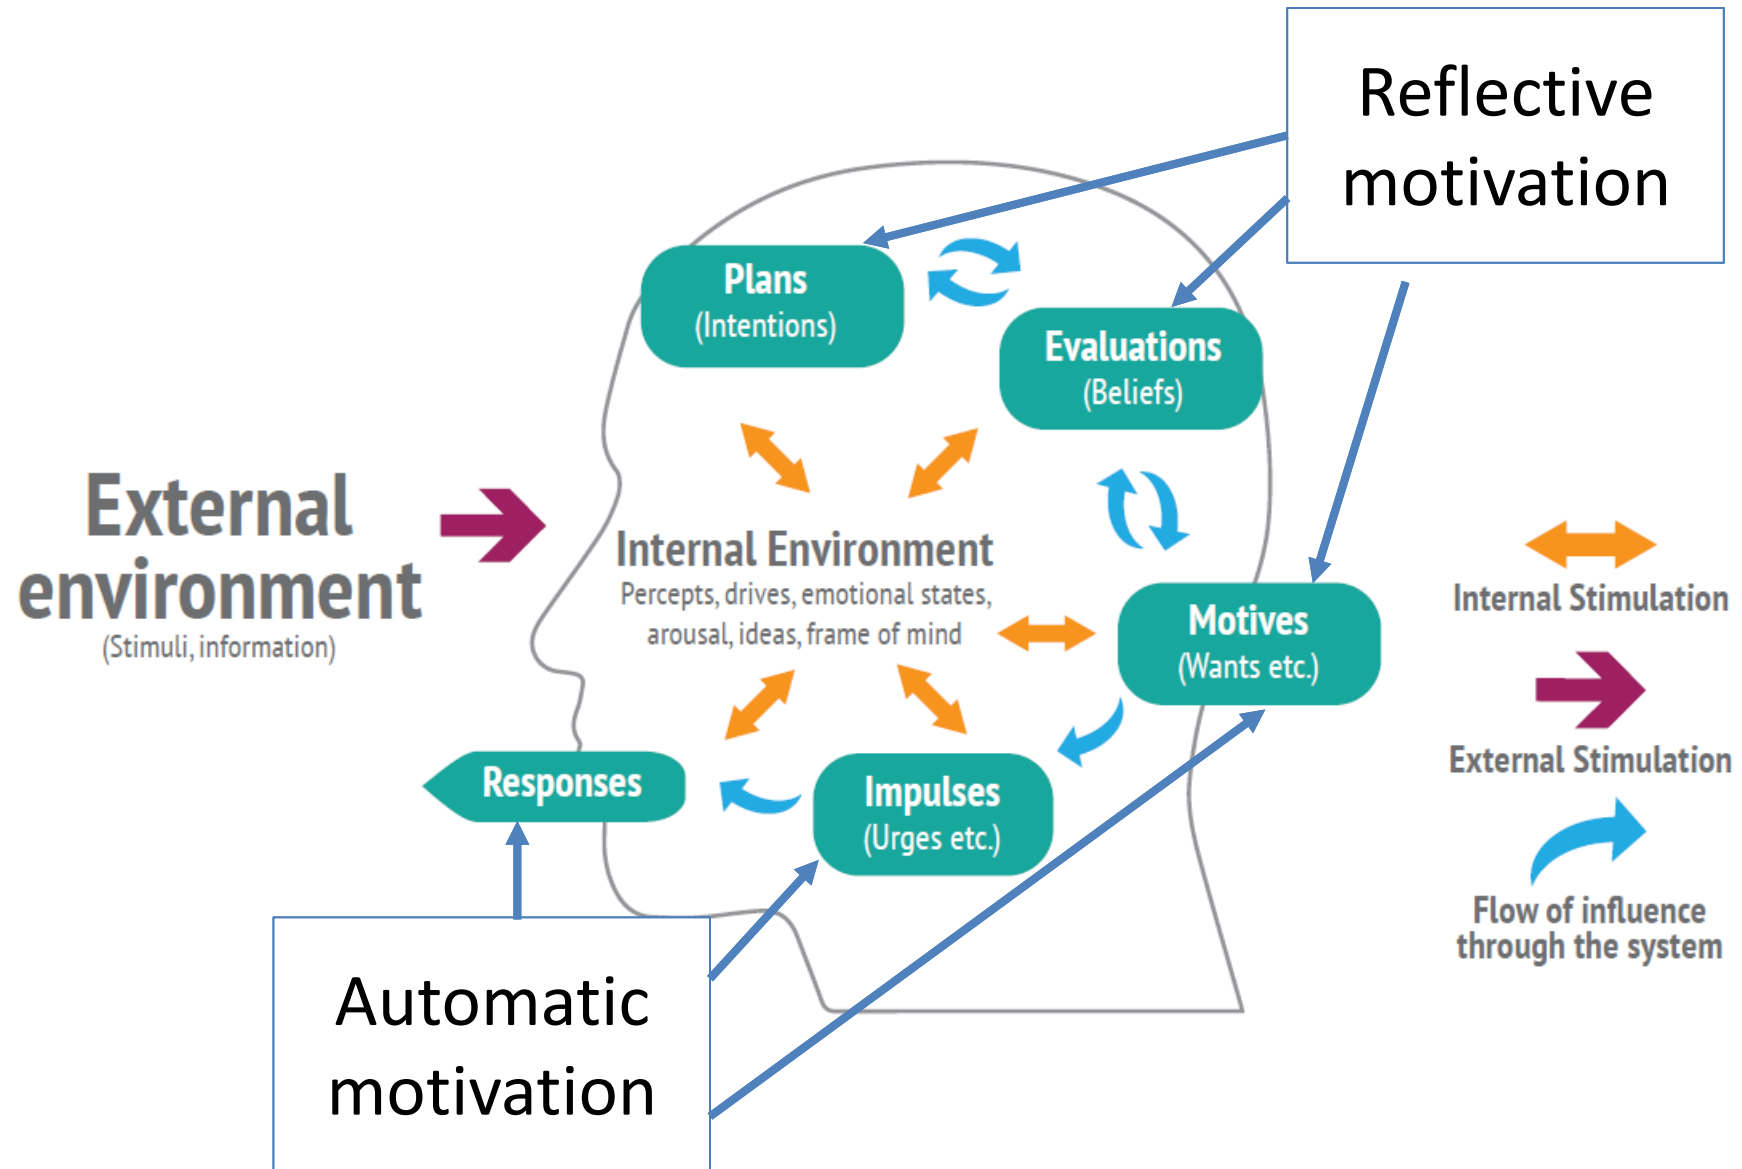 Reflective
motivation
Plans
(Intentions)
Evaluations
(Beliefs)
External
environment
(Stimuli, information)
Internal Environment
Percepts, drives, emotional states,
arousal, ideas, frame of mind
Motives
(Wants etc.)
Responses
Impulses
(Urges etc.)
Automatic
motivation
Internal Stimulation
External Stimulation
Flow of influence
through the system